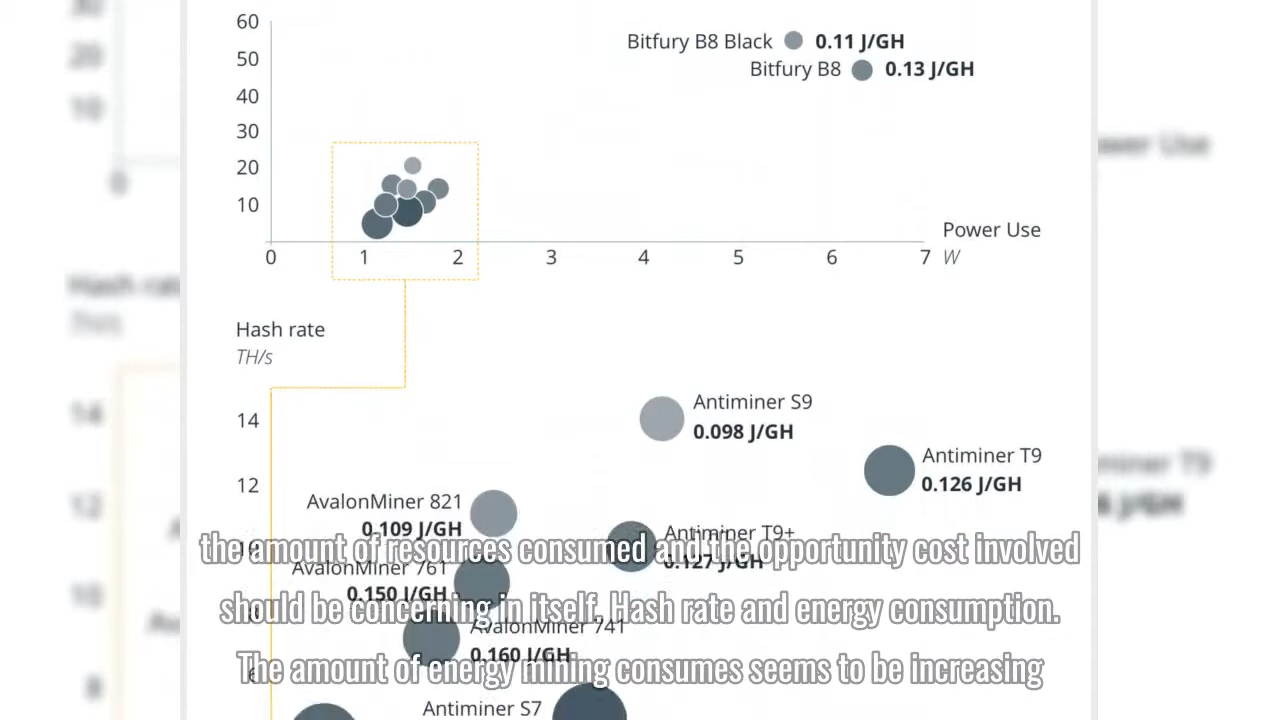 60
Bitfury B8 Black 0.11 J/GH
50
Bitfury B8 0.13 J/GH
40
30
20
10
Power Use
0 1 2 3 4 5 6 7 W
Hash rate
TH/s
Antiminer S9
14
0.098 J/GH
Antiminer T9
12
0.126 J/GH
AvalonMiner 821
0.109 J/GH
Antiminer T9+
0.127 J/GH
the amount of resources consumed and the opportunity cost involved
AvalonMiner 761
0.150 J/GH
should be concerning in itself. Hash rate and energy consumption.
AvalonMiner 741
0.160 J/GH
The amount of energy mining consumes seems to be increasing
Antiminer S7